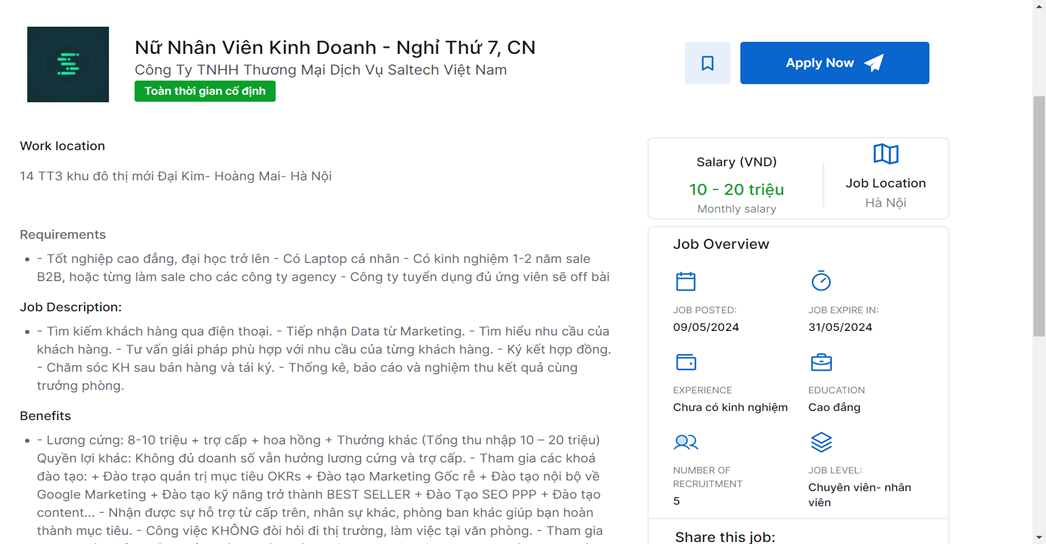 Nữ Nhân Viên Kinh Doanh - Nghỉ Thứ 7, CN
Công Ty TNHH Thương Mại Dịch Vụ Saltech Việt Nam
Toàn thời gian cố định
Apply Now
Work location
14 TT3 khu đô thị mới Đại Kim- Hoàng Mai- Hà Nội
Requirements
- Tốt nghiệp cao đẳng, đại học trở lên - Có Laptop cá nhân - Có kinh nghiệm 1-2 năm sale
B2B, hoặc từng làm sale cho các công ty agency - Công ty tuyển dụng đủ ứng viên sẽ off bài
Job Description:
- Tìm kiếm khách hàng qua điện thoại. - Tiếp nhận Data từ Marketing. - Tìm hiểu nhu cầu của
khách hàng. - Tư vấn giải pháp phù hợp với nhu cầu của từng khách hàng. - Ký kết hợp đồng.
- Chăm sóc KH sau bán hàng và tái ký. - Thống kê, báo cáo và nghiệm thu kết quả cùng
trưởng phòng.
Benefits
- Lương cứng: 8-10 triệu + trợ cấp + hoa hồng + Thưởng khác (Tổng thu nhập 10 – 20 triệu)
Quyền lợi khác: Không đủ doanh số vẫn hưởng lương cứng và trợ cấp. - Tham gia các khoá
đào tạo: + Đào trạo quản trị mục tiêu OKRs + Đào tạo Marketing Gốc rễ + Đào tạo nội bộ về
Google Marketing + Đào tạo kỹ năng trở thành BEST SELLER + Đào Tạo SEO PPP + Đào tạo
content... - Nhận được sự hỗ trợ từ cấp trên, nhân sự khác, phòng ban khác giúp bạn hoàn
thành mục tiêu. - Công việc KHÔNG đòi hỏi đi thị trường, làm việc tại văn phòng. - Tham gia
Salary (VND)
10 - 20 triệu
Monthly salary
Job Location
Hà Nội
Job Overview
JOB POSTED:
09/05/2024
JOB EXPIRE IN:
31/05/2024
EXPERIENCE
Chưa có kinh nghiệm
EDUCATION
Cao đẳng
NUMBER OF
RECRUITMENT
5
JOB LEVEL:
Chuyên viên- nhân
viên
Share this job: